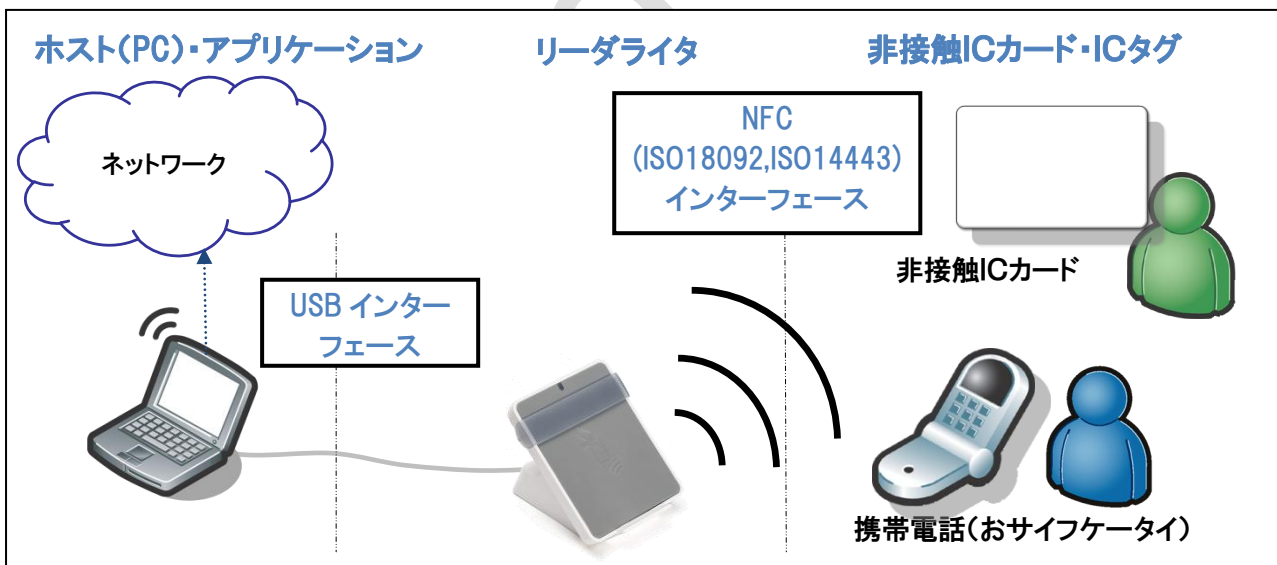 ホスト(PC)・アプリケーション
リーダライタ
非接触ICカード・ICタグ
NFC
(ISO18092,ISO14443)
インターフェース
ネットワーク
非接触ICカード
USB インター
フェース
携帯電話(おサイフケータイ)